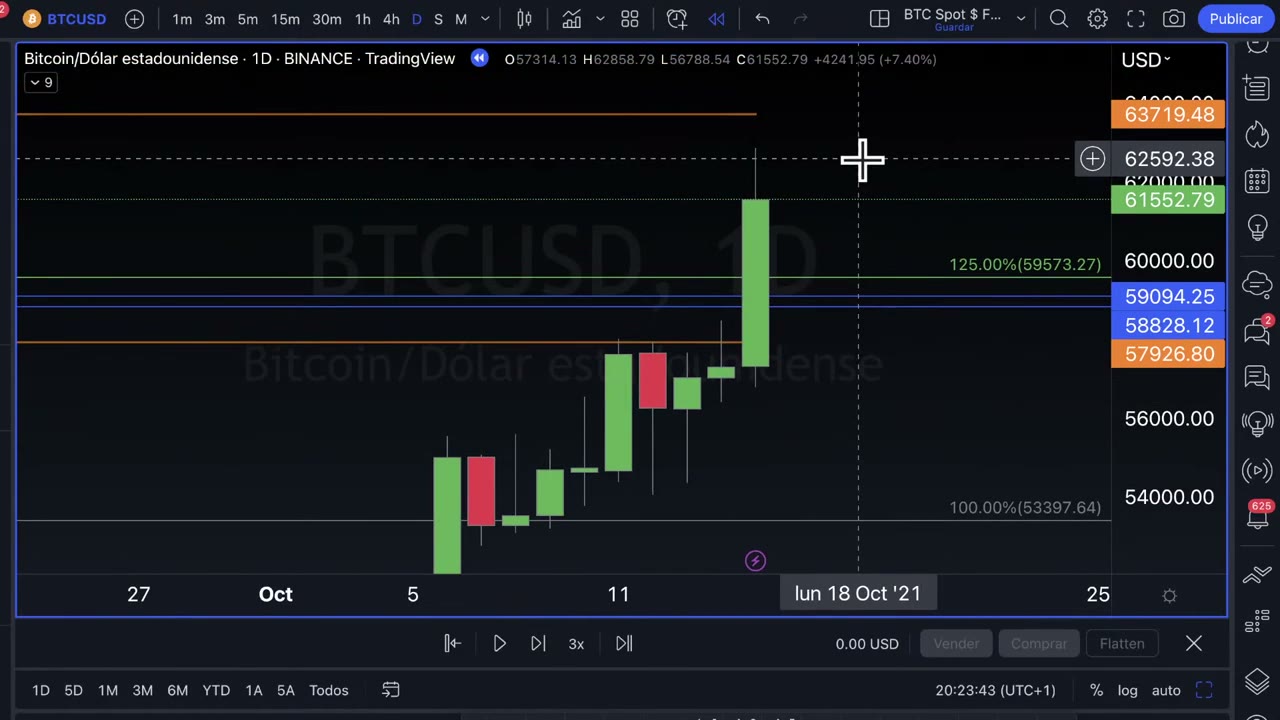 BTCUSD 1m 3m 5m 15m 30m 1h 4h D S M BTC Spot $ F... Guardar Publicar
Bitcoin/Dólar estadounidense · 1D · BINANCE · TradingView O57314.13 H62858.79 L56788.54 C61552.79 +4241.95 (+7.40%) USD
9
64000.00
63719.48
62592.38
62000.00
61552.79
BTCUSD, 1D
Bitcoin/Dólar estadounidense
125.00%(59573.27)
60000.00
59094.25
58828.12
57926.80
56000.00
54000.00
100.00%(53397.64)
27 Oct 5 11 lun 18 Oct '21 25
2
625
3x 0.00 USD Vender Comprar Flatten
1D 5D 1M 3M 6M YTD 1A 5A Todos 20:23:43 (UTC+1) % log auto